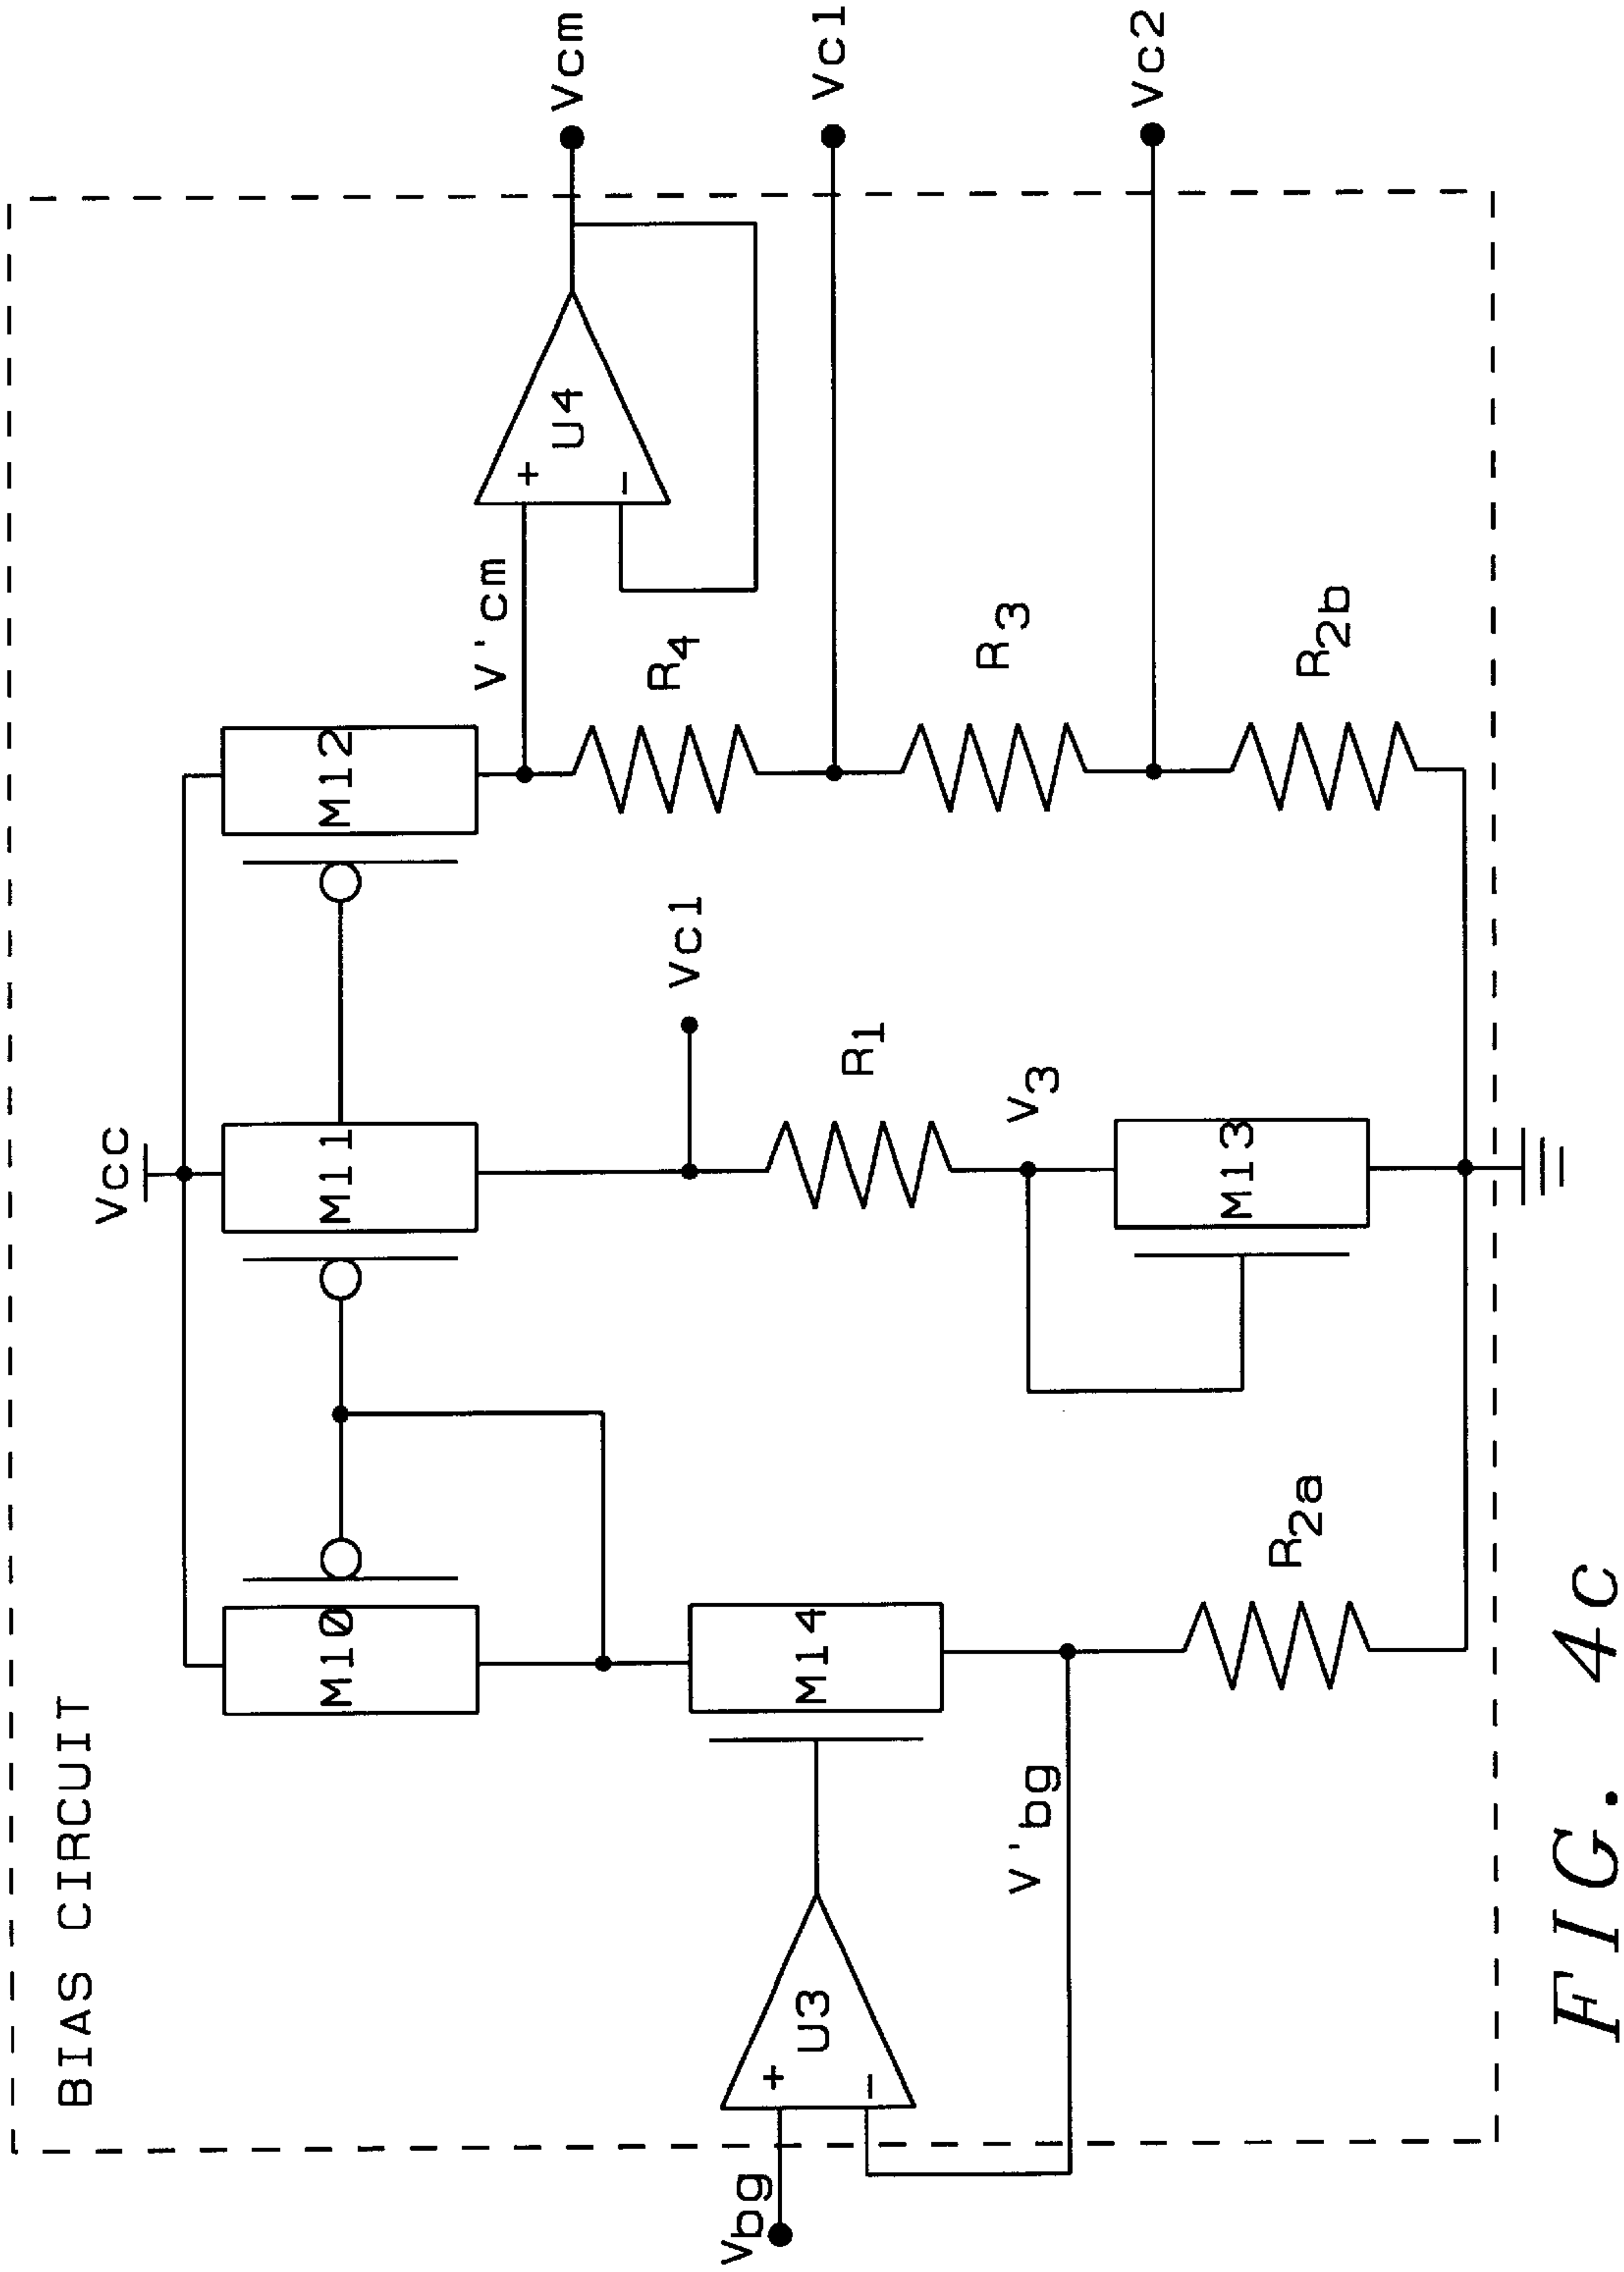 BIAS CIRCUIT
Vcc
M10
M11
M12
V'cm
U4
+
−
Vcm
R4
Vc1
Vc1
Vbg
U3
+
−
M14
R1
R3
V'bg
V3
Vc2
R2a
M13
R2b
FIG. 4c